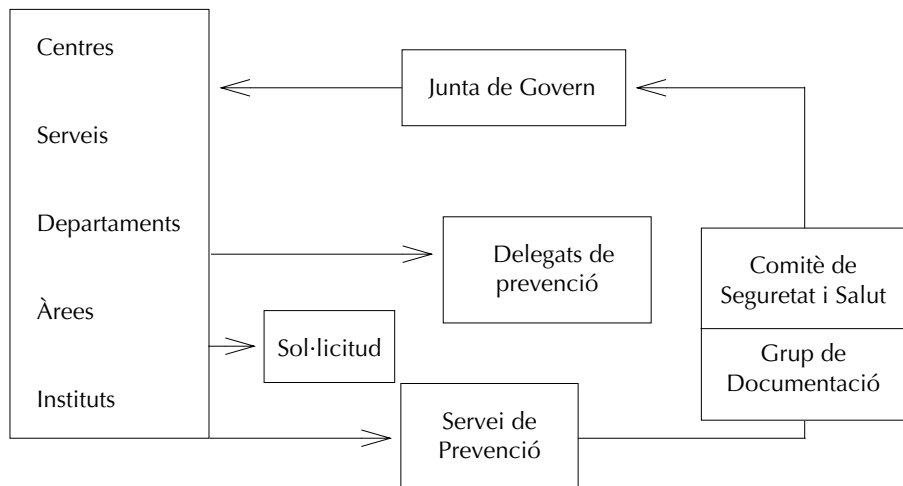 Centres
Serveis
Departaments
Àrees
Instituts
Junta de Govern
Delegats de
prevenció
Sol·licitud
Servei de
Prevenció
Comitè de
Seguretat i Salut
Grup de
Documentació